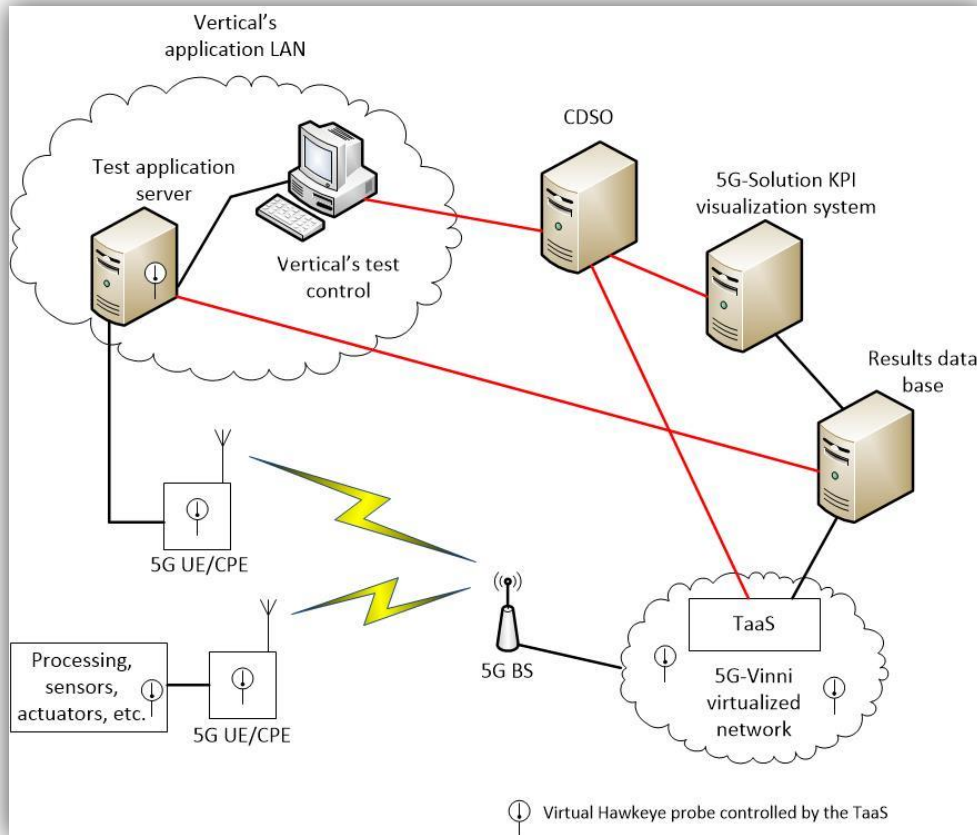 Vertical's
application LAN
CDSO
Test application
server
5G-Solution KPI
visualization system
Vertical's test
control
Results data
base
5G UE/CPE
Processing,
sensors,
actuators, etc.
5G UE/CPE
5G BS
TaaS
5G-Vinni
virtualized
network
Virtual Hawkeye probe controlled by the TaaS